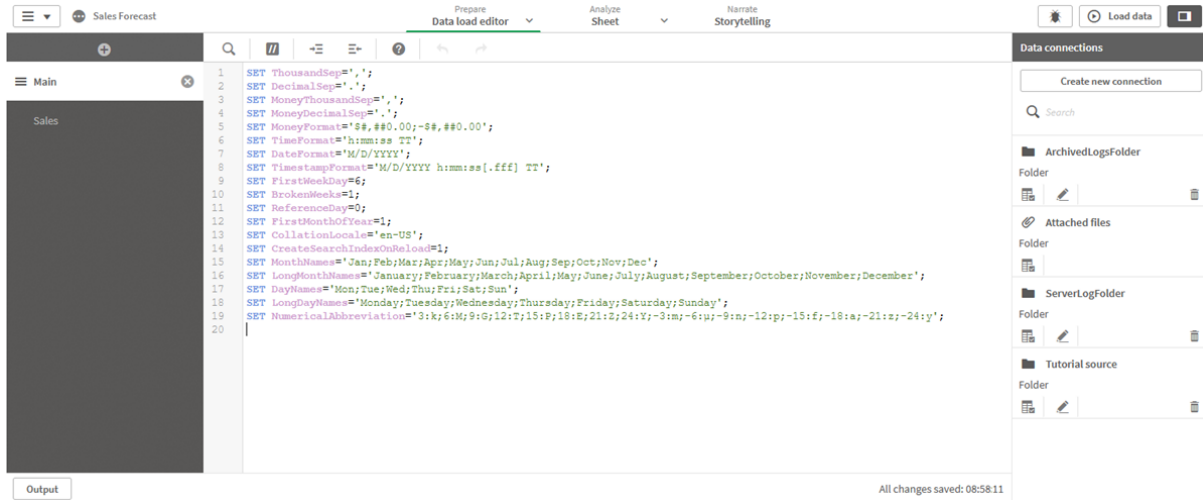 Sales Forecast
Prepare
Data load editor
Analyze
Sheet
Narrate
Storytelling
Load data
Main
Sales
1 SET ThousandSep=',';
2 SET DecimalSep='.';
3 SET MoneyThousandSep=',';
4 SET MoneyDecimalSep='.';
5 SET MoneyFormat='$#,##0.00;-$#,##0.00';
6 SET TimeFormat='h:mm:ss TT';
7 SET DateFormat='M/D/YYYY';
8 SET TimestampFormat='M/D/YYYY h:mm:ss[.fff] TT';
9 SET FirstWeekDay=6;
10 SET BrokenWeeks=1;
11 SET ReferenceDay=0;
12 SET FirstMonthOfYear=1;
13 SET CollationLocale='en-US';
14 SET CreateSearchIndexOnReload=1;
15 SET MonthNames='Jan;Feb;Mar;Apr;May;Jun;Jul;Aug;Sep;Oct;Nov;Dec';
16 SET LongMonthNames='January;February;March;April;May;June;July;August;September;October;November;December';
17 SET DayNames='Mon;Tue;Wed;Thu;Fri;Sat;Sun';
18 SET LongDayNames='Monday;Tuesday;Wednesday;Thursday;Friday;Saturday;Sunday';
19 SET NumericalAbbreviation='3:k;6:M;9:G;12:T;15:P;18:E;21:Z;24:Y;-3:m;-6:μ;-9:n;-12:p;-15:f;-18:a;-21:z;-24:y';
20
Data connections
Create new connection
Search
ArchivedLogsFolder
Folder
Attached files
Folder
ServerLogFolder
Folder
Tutorial source
Folder
Output
All changes saved: 08:58:11